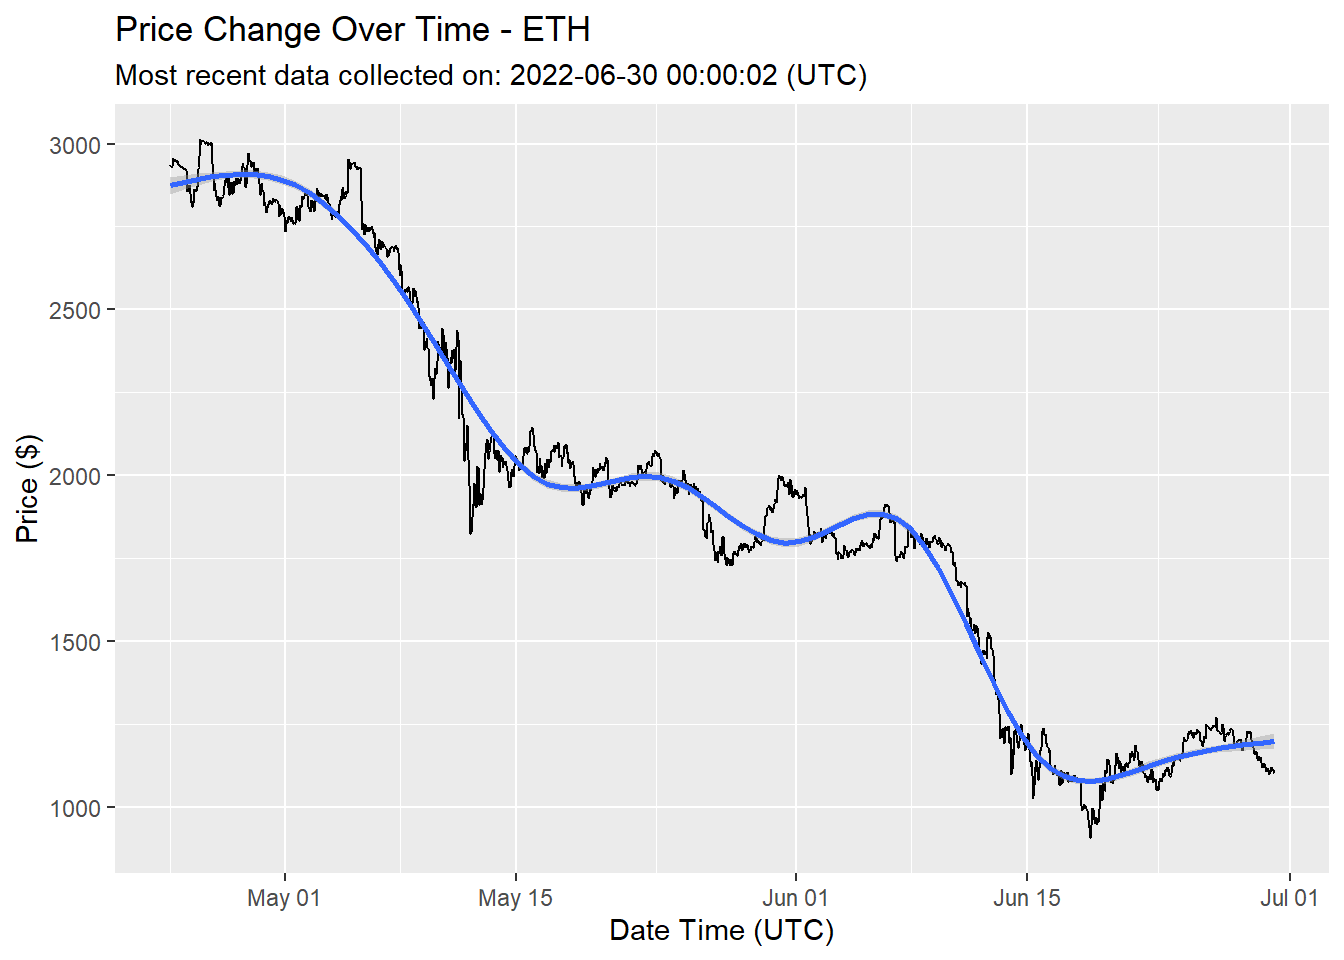 Price Change Over Time - ETH
Most recent data collected on: 2022-06-30 00:00:02 (UTC)
3000
2500
2000
1500
1000
Price ($)
May 01
May 15
Jun 01
Jun 15
Jul 01
Date Time (UTC)